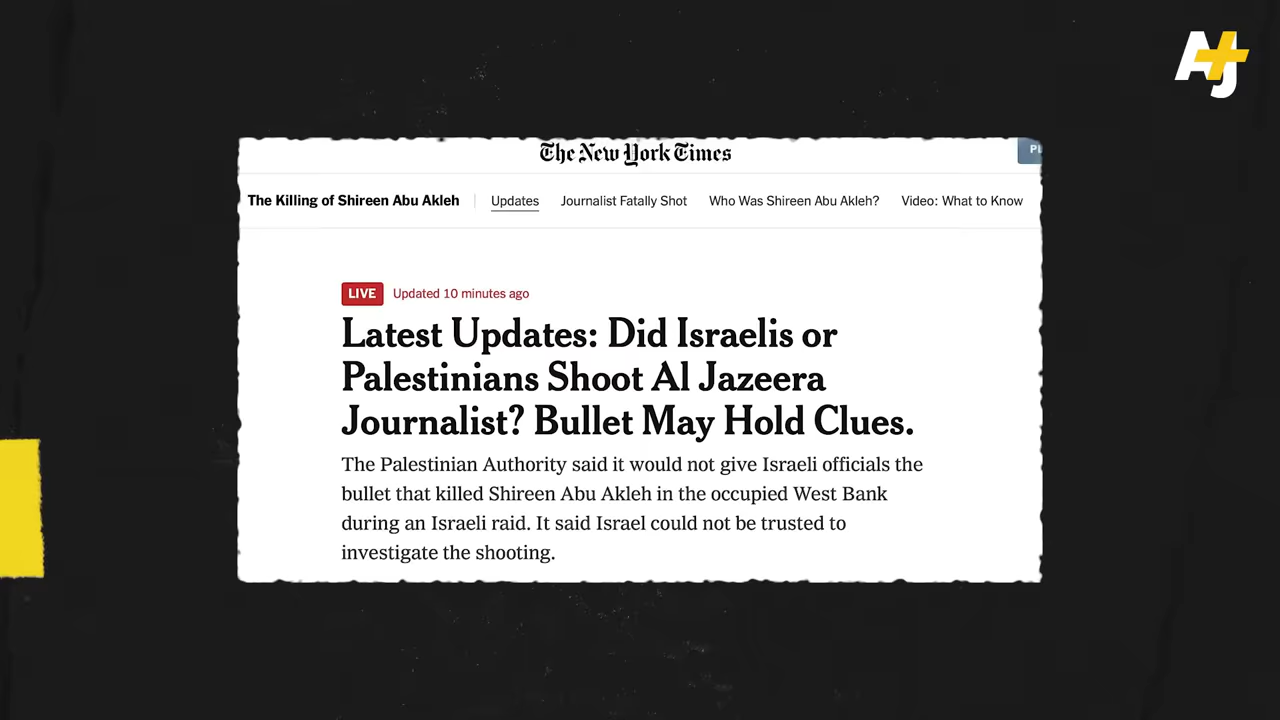 AJ+
The New York Times
The Killing of Shireen Abu Akleh | Updates Journalist Fatally Shot Who Was Shireen Abu Akleh? Video: What to Know
LIVE Updated 10 minutes ago
Latest Updates: Did Israelis or
Palestinians Shoot Al Jazeera
Journalist? Bullet May Hold Clues.
The Palestinian Authority said it would not give Israeli officials the
bullet that killed Shireen Abu Akleh in the occupied West Bank
during an Israeli raid. It said Israel could not be trusted to
investigate the shooting.